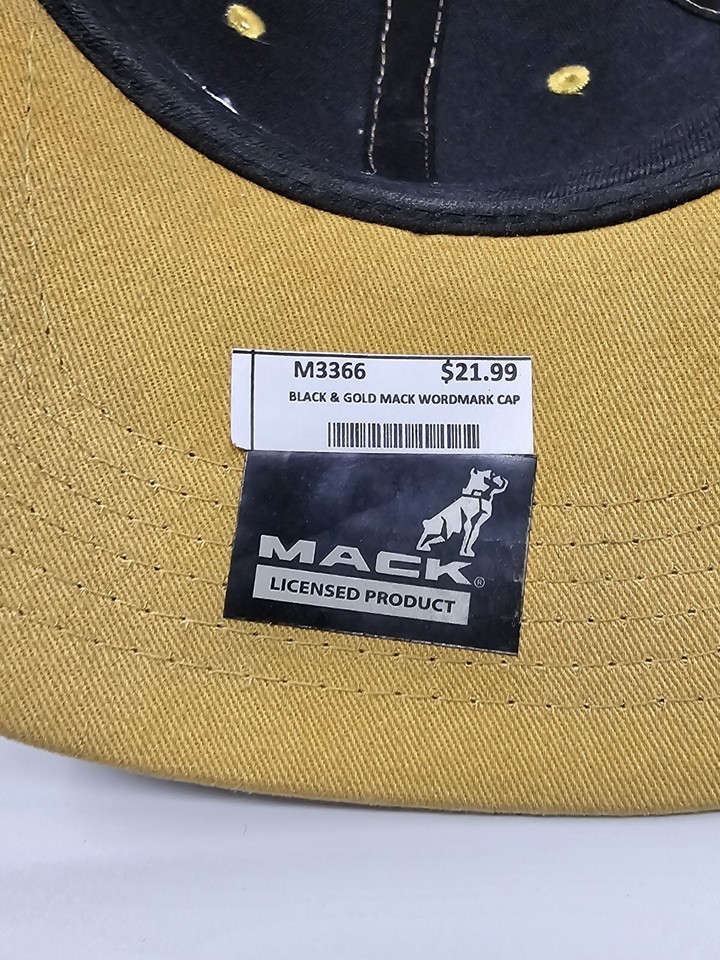 M3366 $21.99
BLACK & GOLD MACK WORDMARK CAP
MACK®
LICENSED PRODUCT